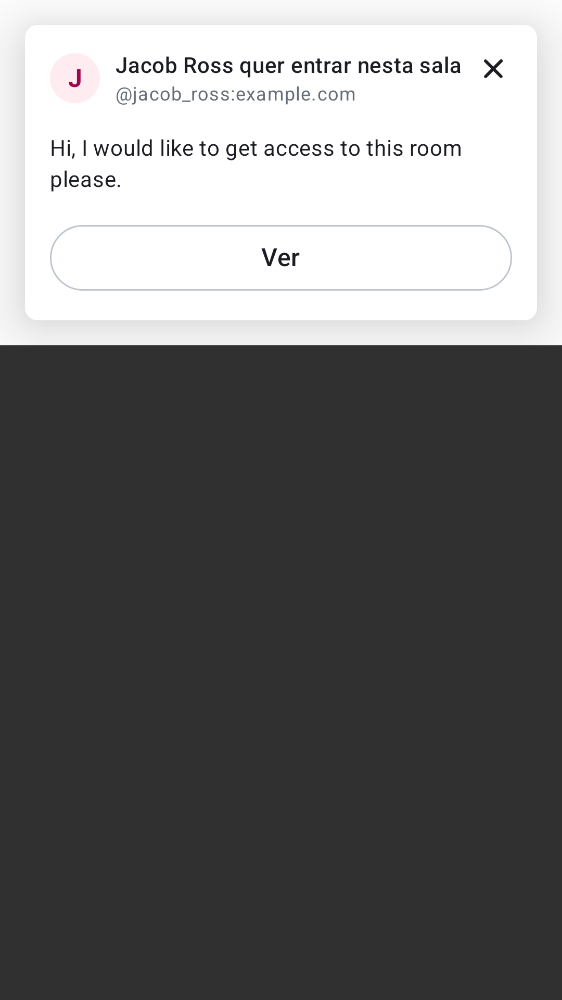 J
Jacob Ross quer entrar nesta sala
@jacob_ross:example.com
Hi, I would like to get access to this room
please.
Ver